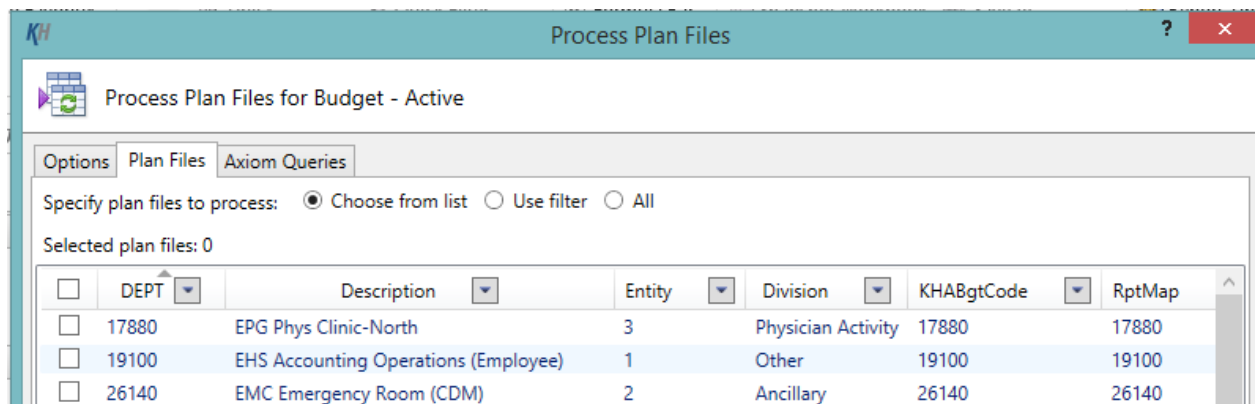 KH Process Plan Files ?
Process Plan Files for Budget - Active
Options Plan Files Axiom Queries
Specify plan files to process: Choose from list Use filter All
Selected plan files: 0
DEPT Description Entity Division KHABgtCode RptMap
17880 EPG Phys Clinic-North 3 Physician Activity 17880 17880
19100 EHS Accounting Operations (Employee) 1 Other 19100 19100
26140 EMC Emergency Room (CDM) 2 Ancillary 26140 26140